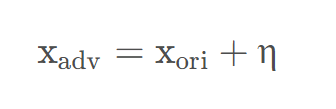 x_adv = x_ori + η